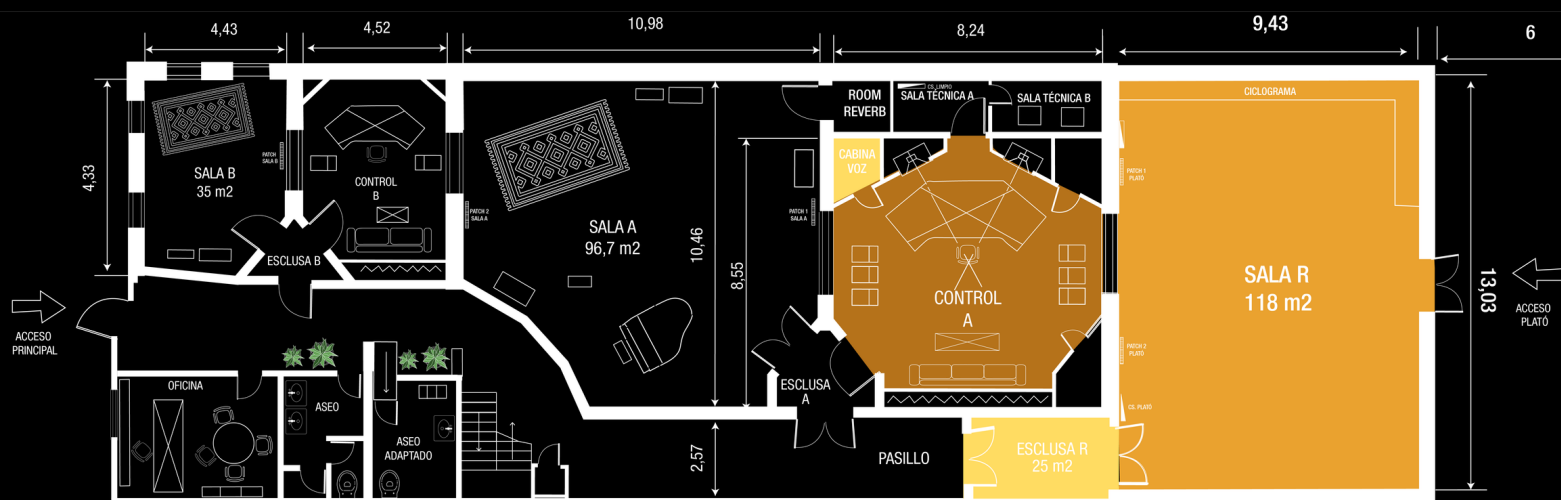 4,43
4,52
10,98
8,24
9,43
6
4,33
SALA B
35 m2
PATCH
SALA B
CONTROL
B
ESCLUSA B
PATCH 2
SALA A
SALA A
96,7 m2
10,46
8,55
PATCH 1
SALA A
ROOM
REVERB
CS. LIMPIO
SALA TÉCNICA A
SALA TÉCNICA B
CABINA
VOZ
CONTROL
A
CICLOGRAMA
PATCH 1
PLATÓ
SALA R
118 m2
13,03
PATCH 2
PLATÓ
CS. PLATÓ
ACCESO
PLATÓ
ACCESO
PRINCIPAL
OFICINA
ASEO
ASEO
ADAPTADO
ESCLUSA
A
2,57
PASILLO
ESCLUSA R
25 m2